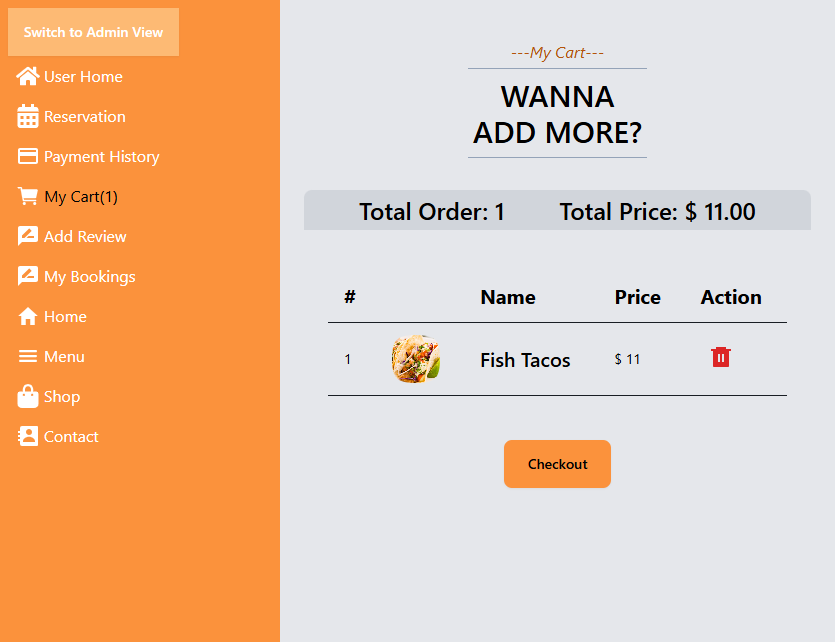 Switch to Admin View
User Home
Reservation
Payment History
My Cart(1)
Add Review
My Bookings
Home
Menu
Shop
Contact
---My Cart---
WANNA
ADD MORE?
Total Order: 1 Total Price: $ 11.00
# Name Price Action
1 Fish Tacos $ 11
Checkout